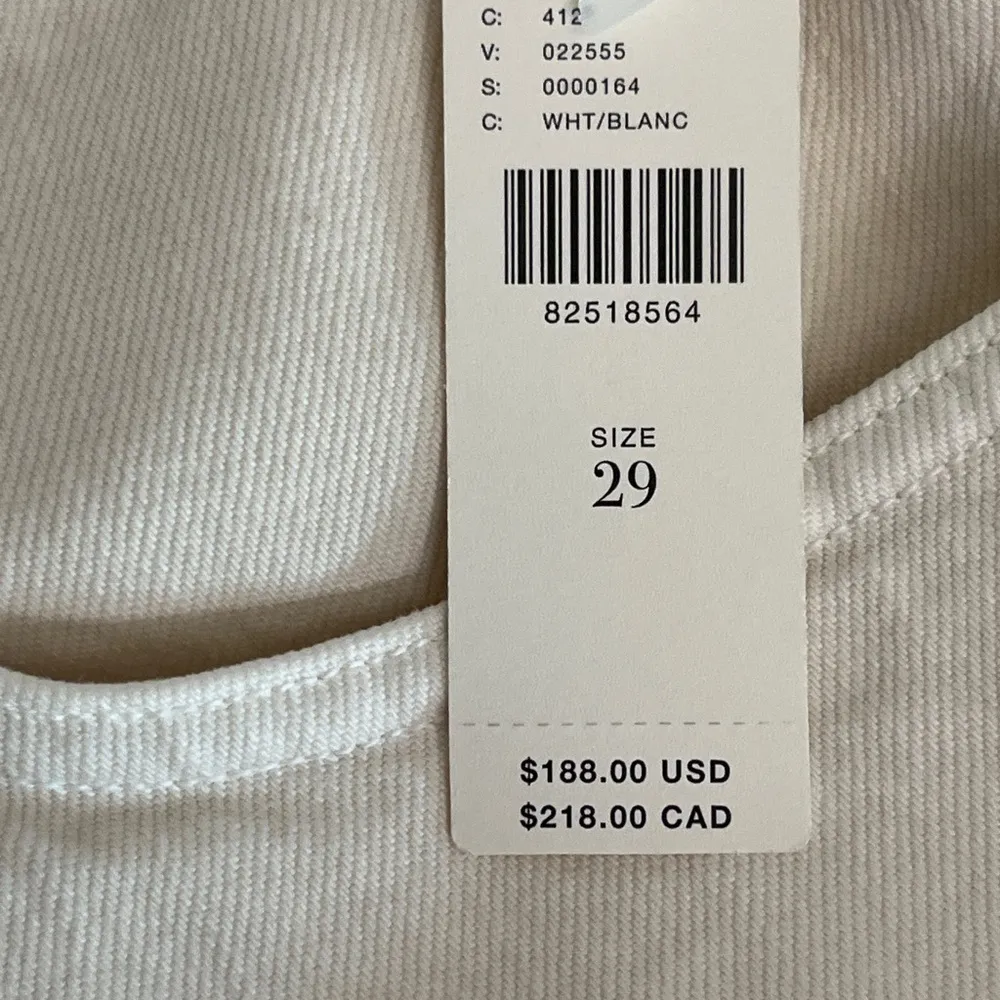 C: 412
V: 022555
S: 0000164
C: WHT/BLANC
82518564
SIZE
29
$188.00 USD
$218.00 CAD